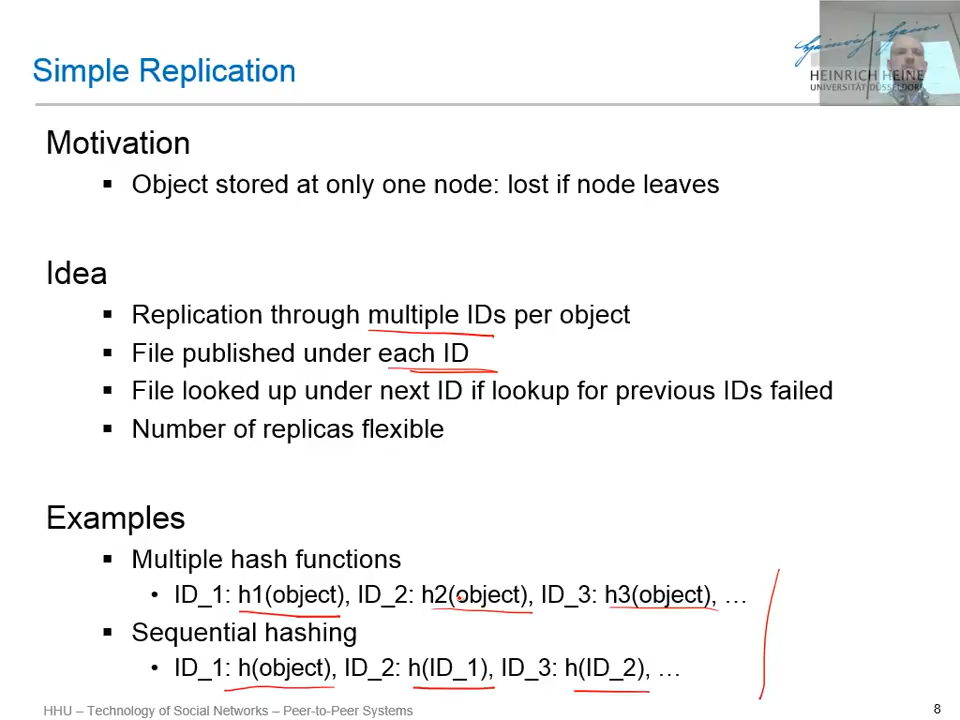 Simple Replication
Heinrich Heine
HEINRICH HEINE
UNIVERSITÄT DÜSSELDORF
Motivation
▪ Object stored at only one node: lost if node leaves
Idea
▪ Replication through multiple IDs per object
▪ File published under each ID
▪ File looked up under next ID if lookup for previous IDs failed
▪ Number of replicas flexible
Examples
▪ Multiple hash functions
• ID_1: h1(object), ID_2: h2(object), ID_3: h3(object), …
▪ Sequential hashing
• ID_1: h(object), ID_2: h(ID_1), ID_3: h(ID_2), …
HHU – Technology of Social Networks – Peer-to-Peer Systems
8